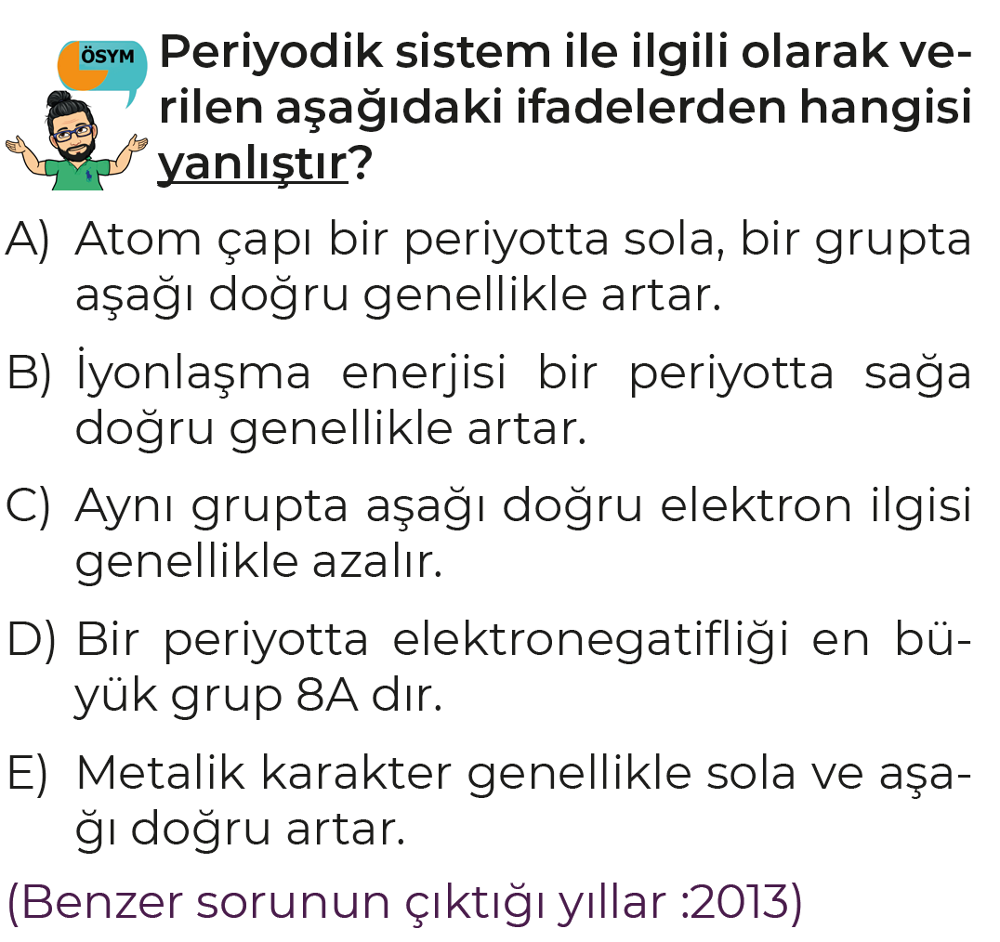 ÖSYM
Periyodik sistem ile ilgili olarak ve-
rilen aşağıdaki ifadelerden hangisi
yanlıştır?
A) Atom çapı bir periyotta sola, bir grupta
aşağı doğru genellikle artar.
B) İyonlaşma enerjisi bir periyotta sağa
doğru genellikle artar.
C) Aynı grupta aşağı doğru elektron ilgisi
genellikle azalır.
D) Bir periyotta elektronegatifliği en bü-
yük grup 8A dır.
E) Metalik karakter genellikle sola ve aşa-
ğı doğru artar.
(Benzer sorunun çıktığı yıllar :2013)